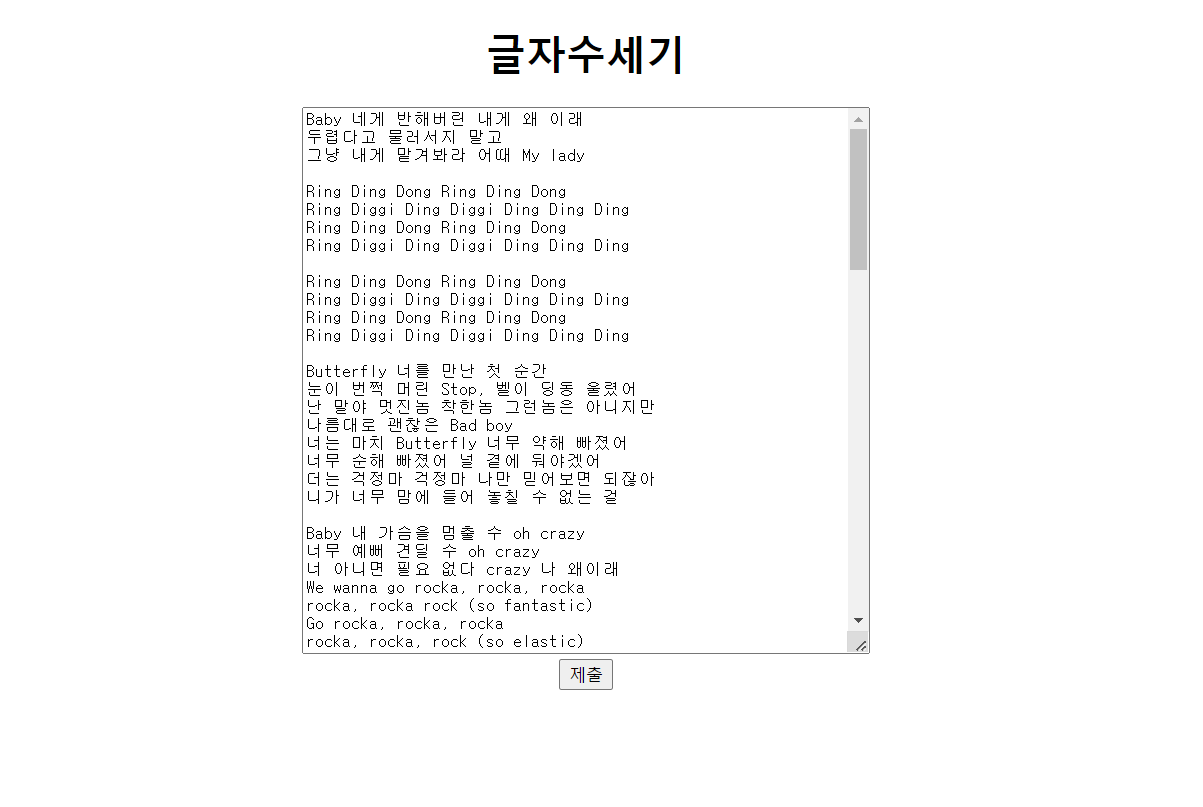 글자수세기
Baby 네게 반해버린 내게 왜 이래
두렵다고 물러서지 말고
그냥 내게 맡겨봐라 어때 My lady
Ring Ding Dong Ring Ding Dong
Ring Diggi Ding Diggi Ding Ding Ding
Ring Ding Dong Ring Ding Dong
Ring Diggi Ding Diggi Ding Ding Ding
Ring Ding Dong Ring Ding Dong
Ring Diggi Ding Diggi Ding Ding Ding
Ring Ding Dong Ring Ding Dong
Ring Diggi Ding Diggi Ding Ding Ding
Butterfly 너를 만난 첫 순간
눈이 번쩍 머린 Stop, 벨이 딩동 울렸어
난 말야 멋진놈 착한놈 그런놈은 아니지만
나름대로 괜찮은 Bad boy
너는 마치 Butterfly 너무 약해 빠졌어
너무 순해 빠졌어 널 곁에 둬야겠어
더는 걱정마 걱정마 나만 믿어보면 되잖아
니가 너무 맘에 들어 놓칠 수 없는 걸
Baby 내 가슴을 멈출 수 oh crazy
너무 예뻐 견딜 수 oh crazy
너 아니면 필요 없다 crazy 나 왜이래
We wanna go rocka, rocka, rocka
rocka, rocka rock (so fantastic)
Go rocka, rocka, rocka
rocka, rocka, rock (so elastic)
제출